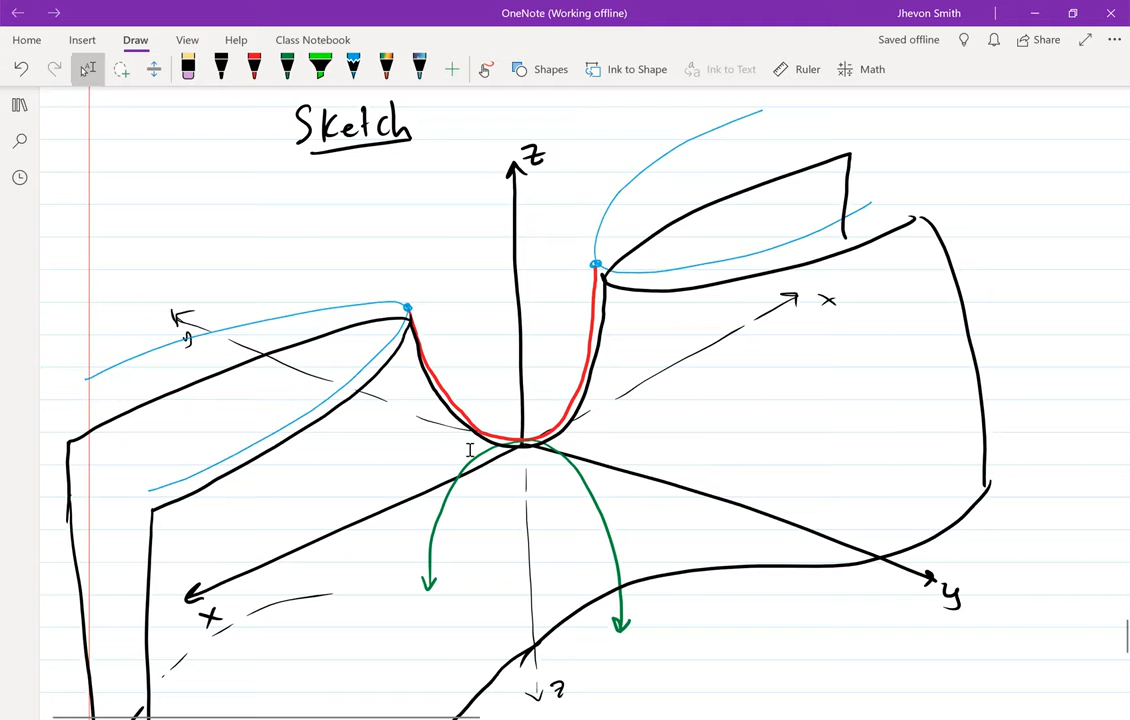 OneNote (Working offline)
Jhevon Smith
Home
Insert
Draw
View
Help
Class Notebook
Saved offline
Share
Shapes
Ink to Shape
Ink to Text
Ruler
Math
Sketch
z
x
y
x
y
z